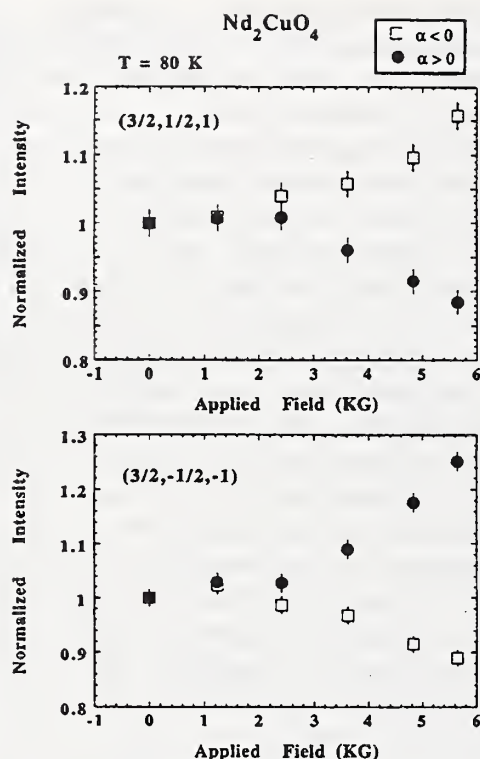 Nd₂CuO₄
α<0
α>0
T = 80 K
(3/2,1/2,1)
Normalized Intensity
1.2
1.1
1
0.9
0.8
-1 0 1 2 3 4 5 6
Applied Field (KG)
(3/2,-1/2,-1)
Normalized Intensity
1.3
1.2
1.1
1
0.9
0.8
-1 0 1 2 3 4 5 6
Applied Field (KG)